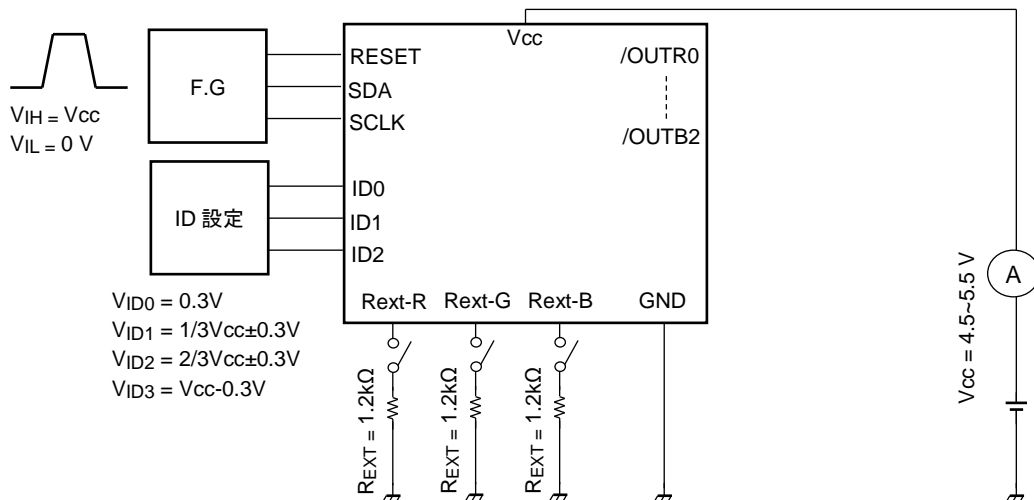 Vcc
RESET
SDA
SCLK
/OUTR0
/OUTB2
F.G
VIH = Vcc
VIL = 0 V
ID0
ID1
ID2
ID 設定
Rext-R Rext-G Rext-B GND
VID0 = 0.3V
VID1 = 1/3Vcc±0.3V
VID2 = 2/3Vcc±0.3V
VID3 = Vcc-0.3V
REXT = 1.2kΩ
REXT = 1.2kΩ
REXT = 1.2kΩ
A
Vcc = 4.5~5.5 V